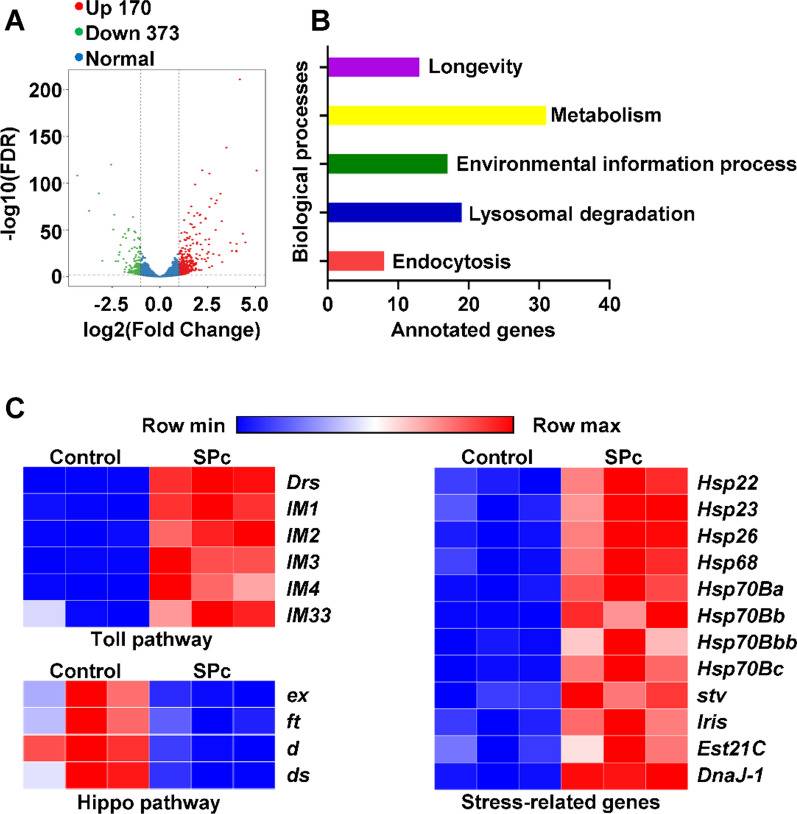 A
Up 170
Down 373
Normal
-log10(FDR)
200
150
100
50
0
-2.5 0.0 2.5 5.0
log2(Fold Change)
B
Biological processes
Longevity
Metabolism
Environmental information process
Lysosomal degradation
Endocytosis
0 10 20 30 40
Annotated genes
C
Row min Row max
Control SPc
Drs
IM1
IM2
IM3
IM4
IM33
Toll pathway
Control SPc
ex
ft
d
ds
Hippo pathway
Control SPc
Hsp22
Hsp23
Hsp26
Hsp68
Hsp70Ba
Hsp70Bb
Hsp70Bbb
Hsp70Bc
stv
Iris
Est21C
DnaJ-1
Stress-related genes